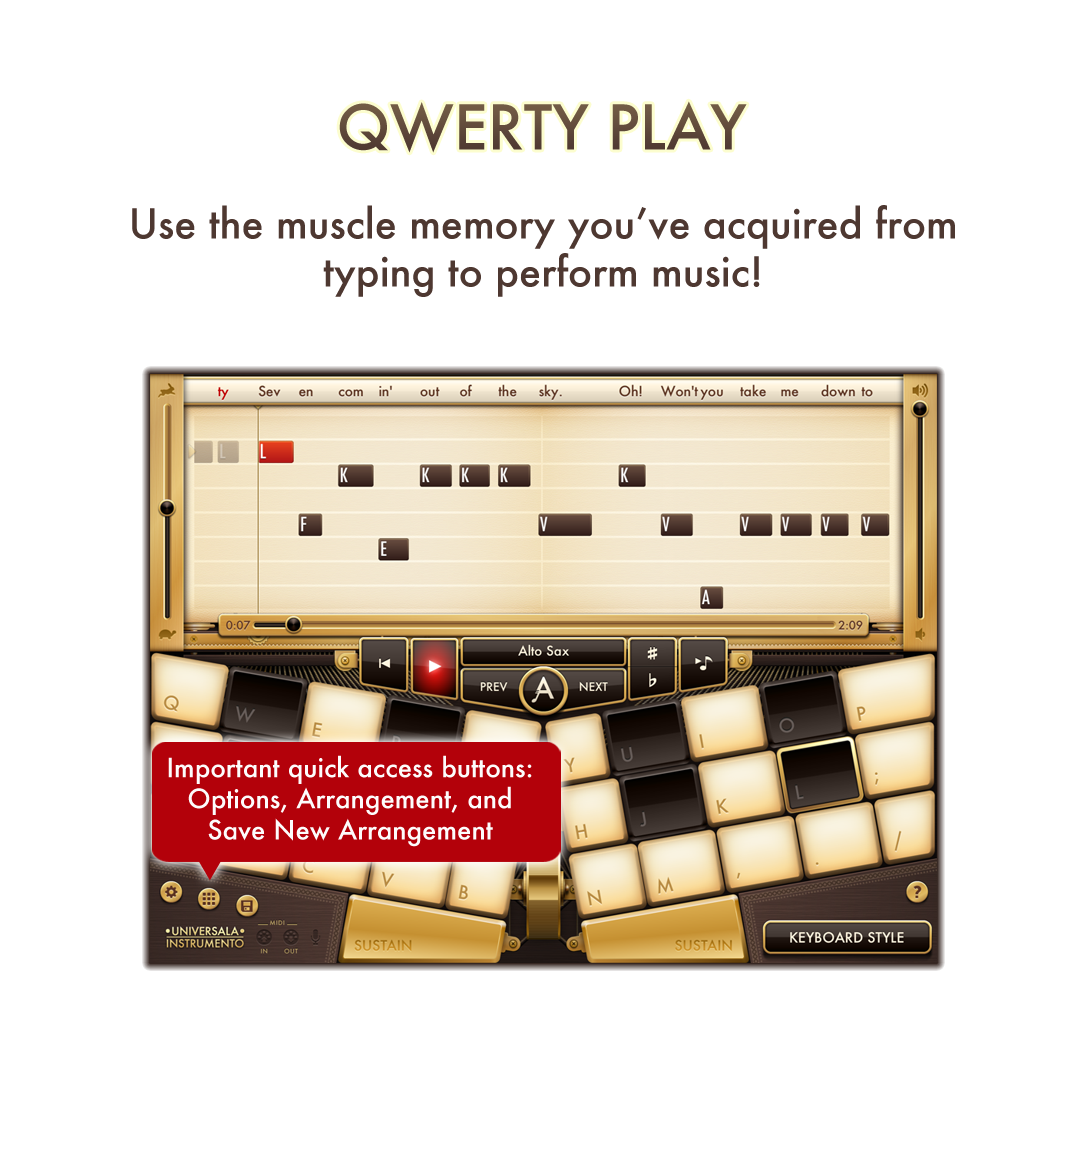 QWERTY PLAY
Use the muscle memory you've acquired from
typing to perform music!
ty Sev en com in' out of the sky. Oh! Won't you take me down to
L L
K K K K K
F V V V V V V
E
A
0:07 2:09
Alto Sax
PREV A NEXT
♯
♭
Q W E U I O P
Y H J K L ;
Important quick access buttons:
Options, Arrangement, and
Save New Arrangement
C V B N M , . /
?
•UNIVERSALA•
INSTRUMENTO
MIDI
IN OUT
SUSTAIN SUSTAIN
KEYBOARD STYLE